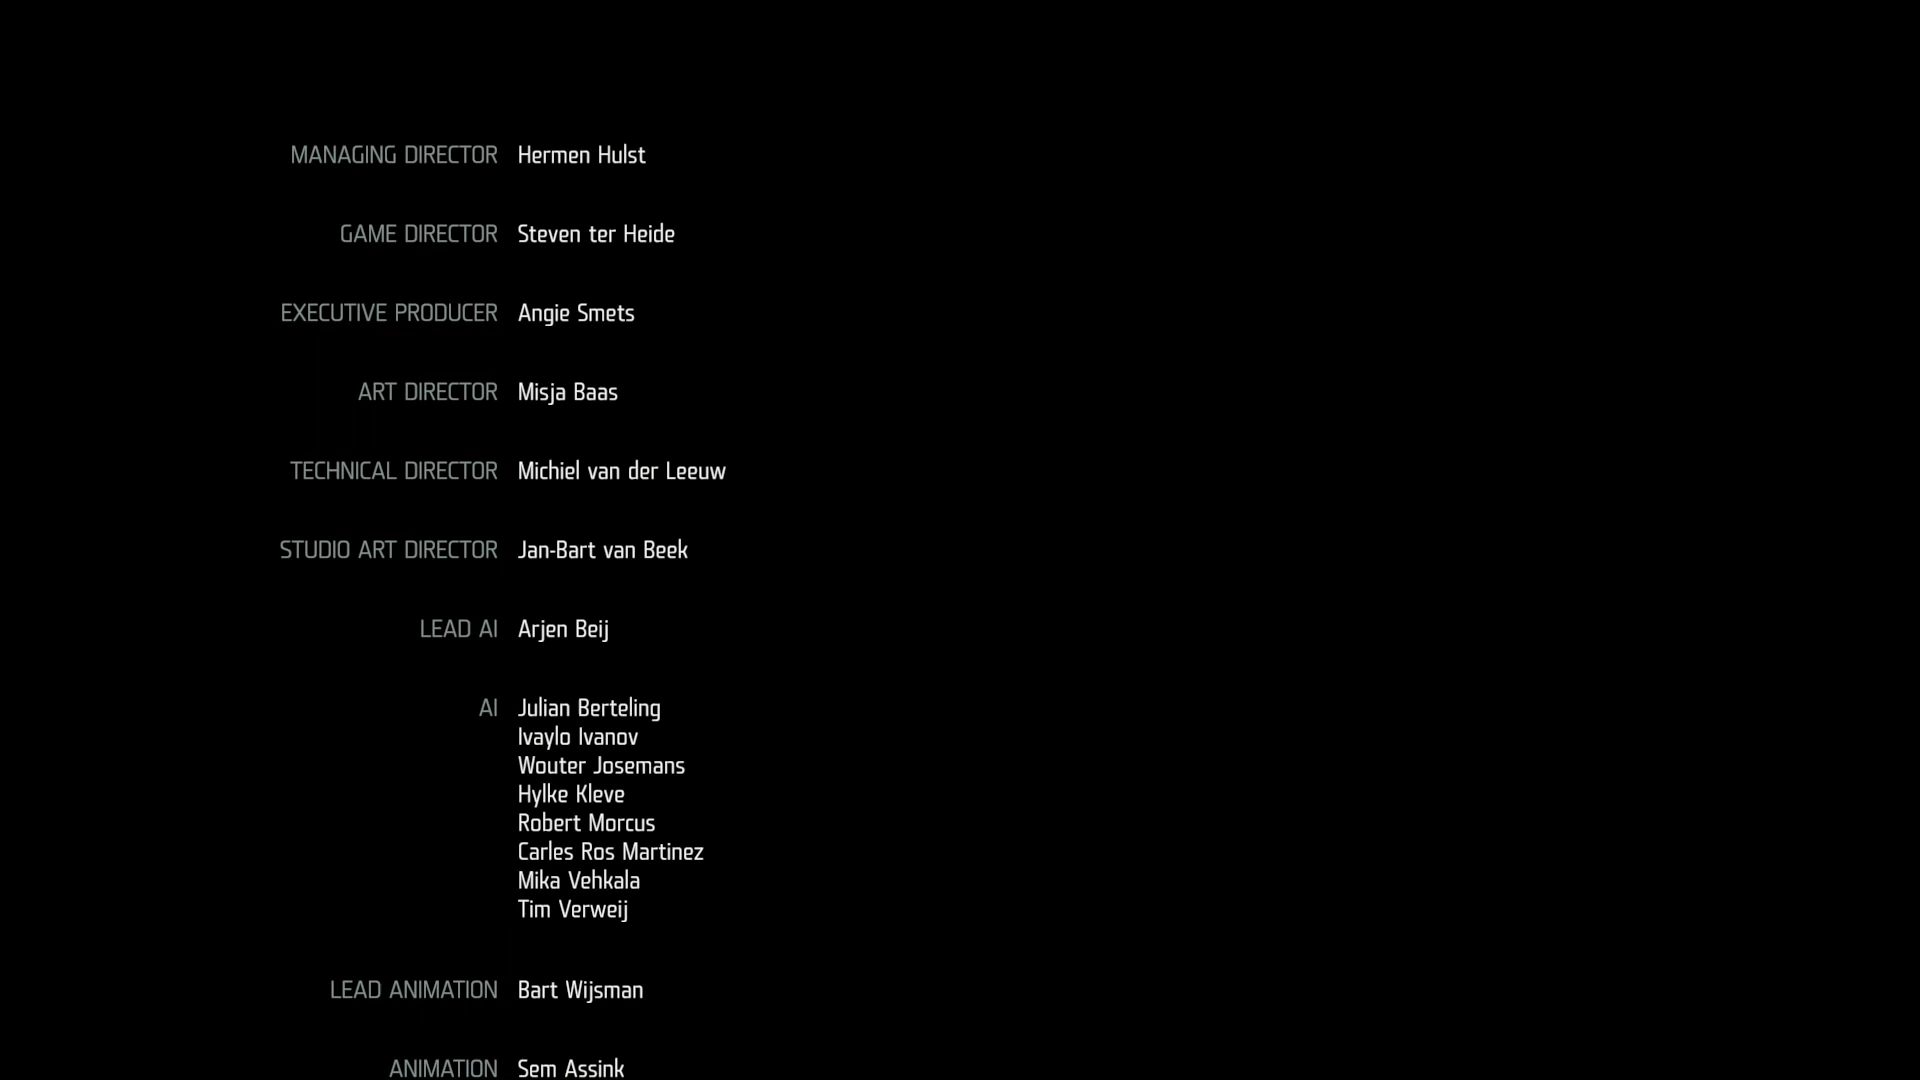 MANAGING DIRECTOR Hermen Hulst
GAME DIRECTOR Steven ter Heide
EXECUTIVE PRODUCER Angie Smets
ART DIRECTOR Misja Baas
TECHNICAL DIRECTOR Michiel van der Leeuw
STUDIO ART DIRECTOR Jan-Bart van Beek
LEAD AI Arjen Beij
AI Julian Berteling
Ivaylo Ivanov
Wouter Josemans
Hylke Kleve
Robert Morcus
Carles Ros Martinez
Mika Vehkala
Tim Verweij
LEAD ANIMATION Bart Wijsman
ANIMATION Sem Assink